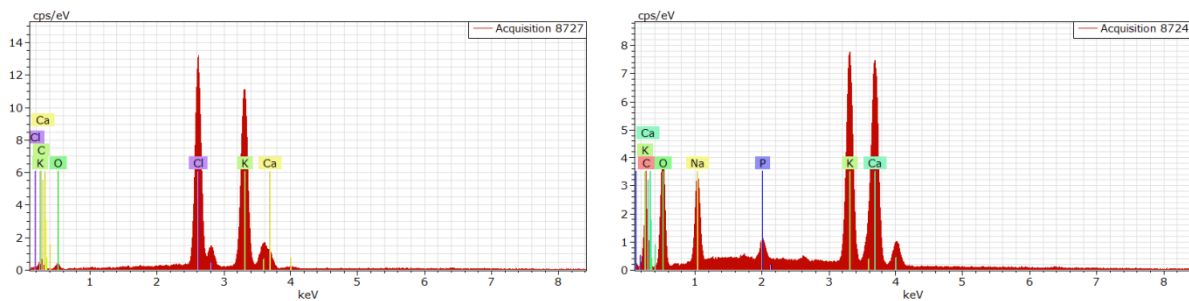 cps/eV
Acquisition 8727
14
12
10
8
6
4
2
0
Ca
Cl
C
K
O
Cl
K
Ca
1 2 3 4 5 6 7 8
keV
cps/eV
Acquisition 8724
8
7
6
5
4
3
2
1
0
Ca
K
C
O
Na
P
K
Ca
1 2 3 4 5 6 7 8
keV